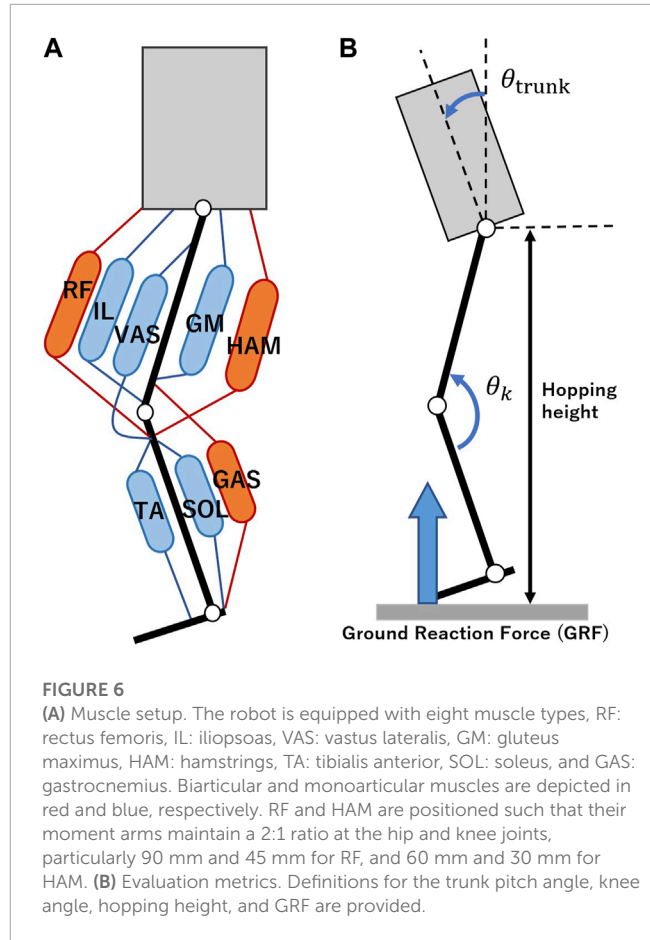 A
B
θtrunk
RF
IL
VAS
GM
HAM
θk
Hopping
height
GAS
TA
SOL
Ground Reaction Force (GRF)
FIGURE 6
(A) Muscle setup. The robot is equipped with eight muscle types, RF:
rectus femoris, IL: iliopsoas, VAS: vastus lateralis, GM: gluteus
maximus, HAM: hamstrings, TA: tibialis anterior, SOL: soleus, and GAS:
gastrocnemius. Biarticular and monoarticular muscles are depicted in
red and blue, respectively. RF and HAM are positioned such that their
moment arms maintain a 2:1 ratio at the hip and knee joints,
particularly 90 mm and 45 mm for RF, and 60 mm and 30 mm for
HAM. (B) Evaluation metrics. Definitions for the trunk pitch angle, knee
angle, hopping height, and GRF are provided.